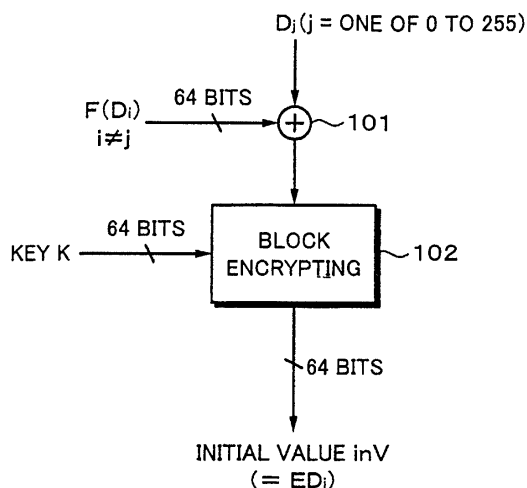 Dj (j = ONE OF 0 TO 255)
64 BITS
F(Di)
i≠j
+
101
64 BITS
KEY K
BLOCK
ENCRYPTING
102
64 BITS
INITIAL VALUE inV
(= EDj)